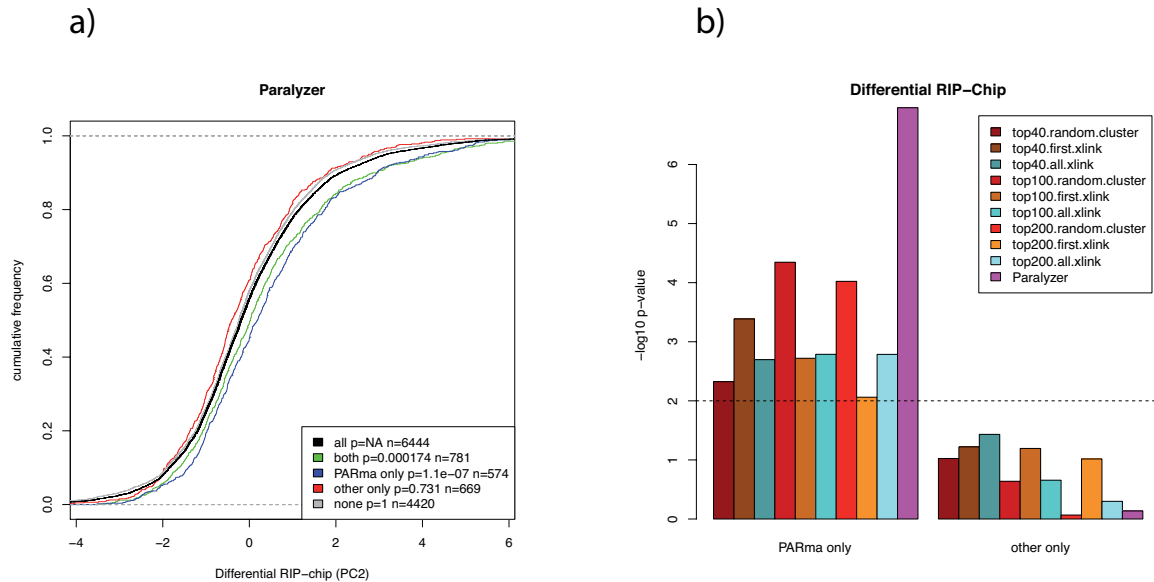 a)
Paralyzer
cumulative frequency
1.0
0.8
0.6
0.4
0.2
0.0
all p=NA n=6444
both p=0.000174 n=781
PARma only p=1.1e−07 n=574
other only p=0.731 n=669
none p=1 n=4420
−4 −2 0 2 4 6
Differential RIP−chip (PC2)
b)
Differential RIP−Chip
−log10 p−value
6
5
4
3
2
1
0
top40.random.cluster
top40.first.xlink
top40.all.xlink
top100.random.cluster
top100.first.xlink
top100.all.xlink
top200.random.cluster
top200.first.xlink
top200.all.xlink
Paralyzer
PARma only other only